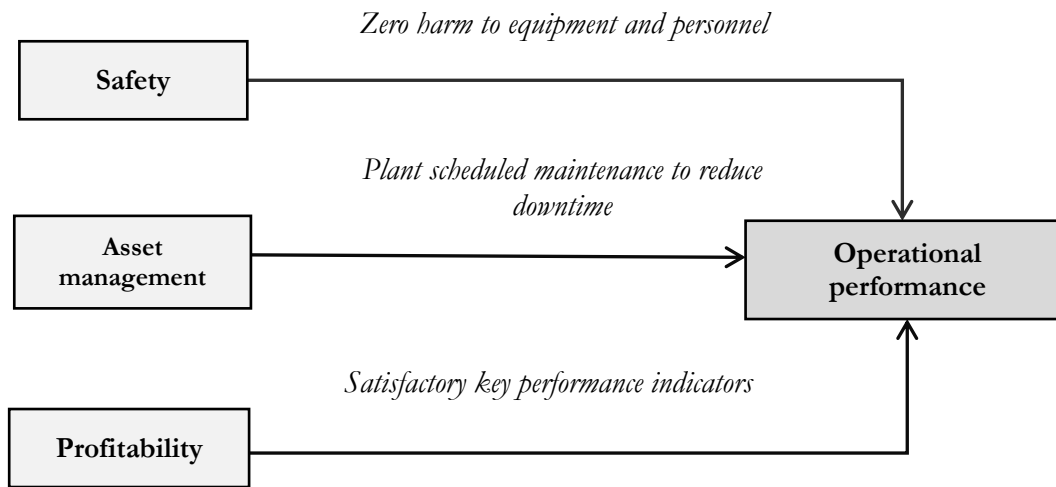 Zero harm to equipment and personnel
Safety
Plant scheduled maintenance to reduce
downtime
Asset
management
Operational
performance
Satisfactory key performance indicators
Profitability